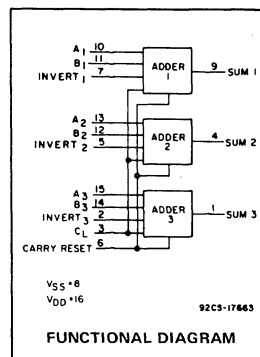 A1 10
B1 11
INVERT1 7
ADDER 1
9 SUM 1
A2 13
B2 12
INVERT2 5
ADDER 2
4 SUM 2
A3 15
B3 14
INVERT3 2
CL 3
CARRY RESET 6
ADDER 3
1 SUM 3
VSS=8
VDD=16
92CS-17663
FUNCTIONAL DIAGRAM